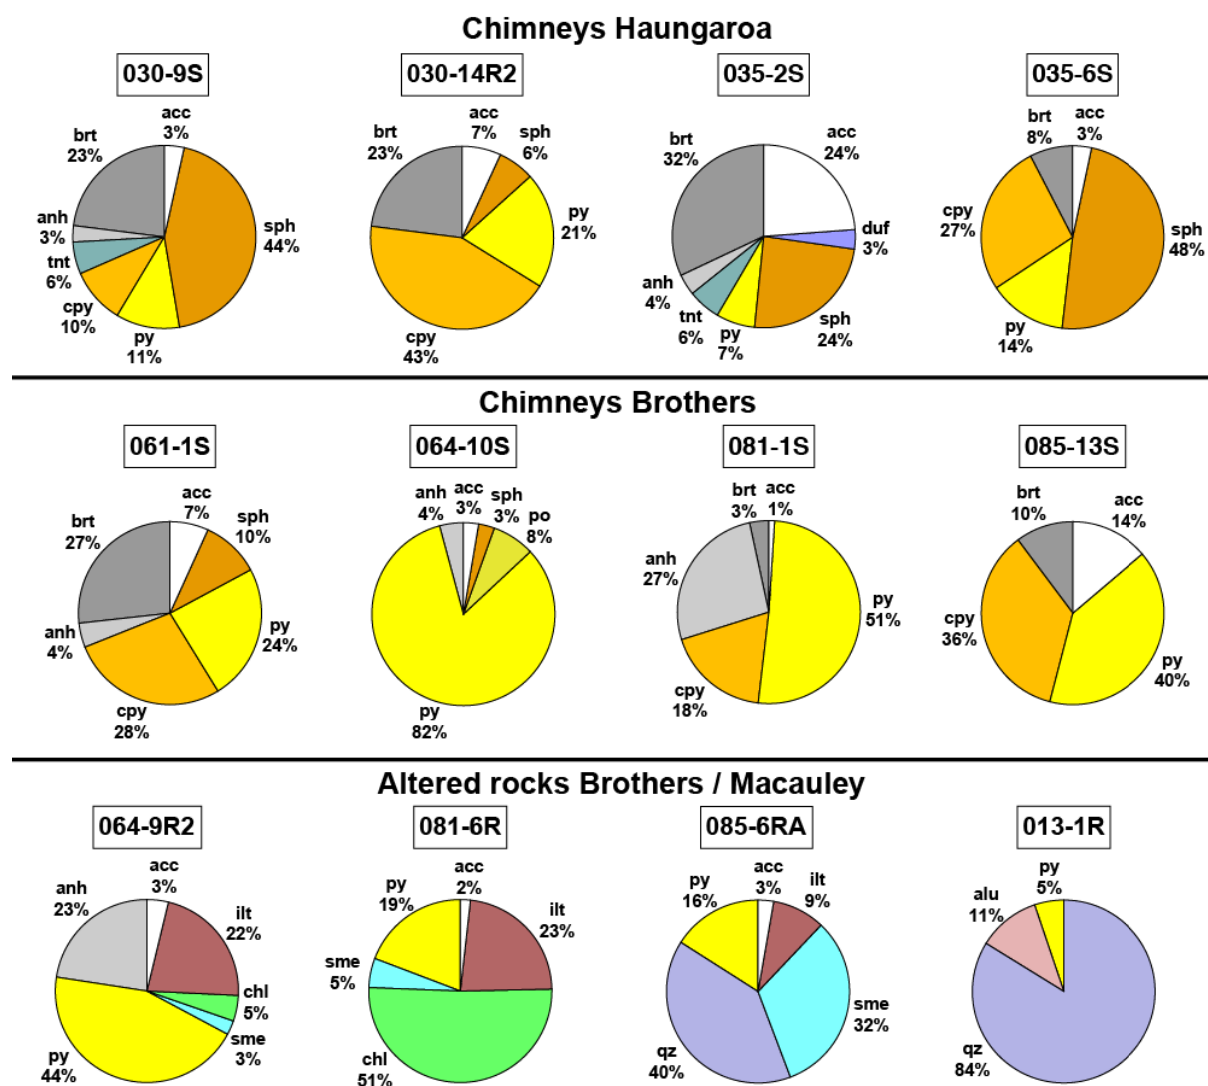 Chimneys Haungaroa
030-9S
030-14R2
035-2S
035-6S
acc
3%
sph
44%
py
11%
cpy
10%
tnt
6%
anh
3%
brt
23%
acc
7%
sph
6%
py
21%
cpy
43%
brt
23%
acc
24%
duf
3%
sph
24%
py
7%
tnt
6%
anh
4%
brt
32%
acc
3%
sph
48%
py
14%
cpy
27%
brt
8%
Chimneys Brothers
061-1S
064-10S
081-1S
085-13S
acc
7%
sph
10%
py
24%
cpy
28%
anh
4%
brt
27%
acc
3%
sph
3%
po
8%
py
82%
anh
4%
acc
1%
py
51%
cpy
18%
anh
27%
brt
3%
acc
14%
py
40%
cpy
36%
brt
10%
Altered rocks Brothers / Macauley
064-9R2
081-6R
085-6RA
013-1R
acc
3%
ilt
22%
chl
5%
sme
3%
py
44%
anh
23%
acc
2%
ilt
23%
chl
51%
sme
5%
py
19%
acc
3%
ilt
9%
sme
32%
qz
40%
py
16%
py
5%
alu
11%
qz
84%